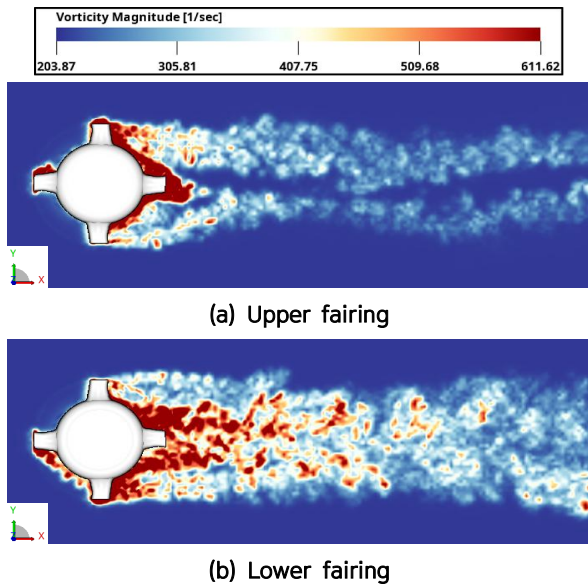 Vorticity Magnitude [1/sec]
203.87 305.81 407.75 509.68 611.62
Y
Z X
(a) Upper fairing
Y
Z X
(b) Lower fairing